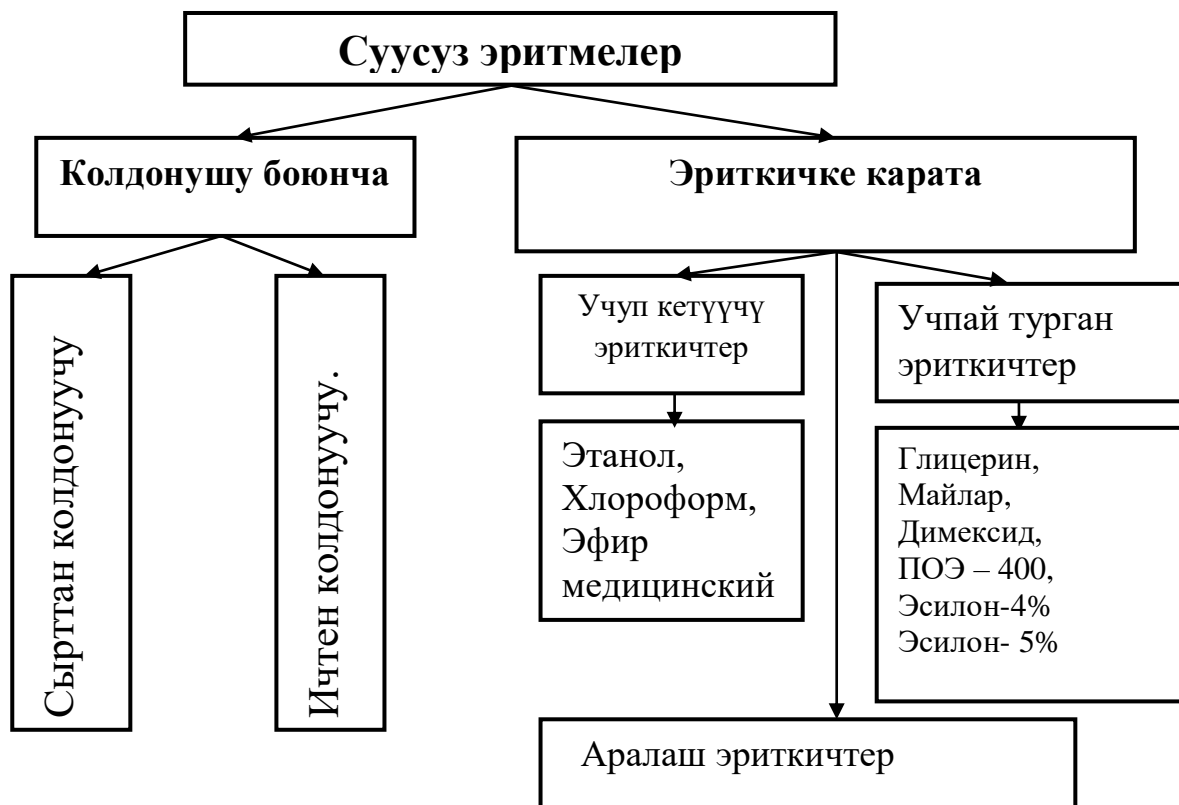 Суусуз эритмелер
Колдонушу боюнча
Эриткичке карата
Сырттан колдонуучу
Ичтен колдонуучу.
Учуп кетүүчү
эриткичтер
Этанол,
Хлороформ,
Эфир
медицинский
Учпай турган
эриткичтер
Глицерин,
Майлар,
Димексид,
ПОЭ – 400,
Эсилон-4%
Эсилон- 5%
Аралаш эриткичтер